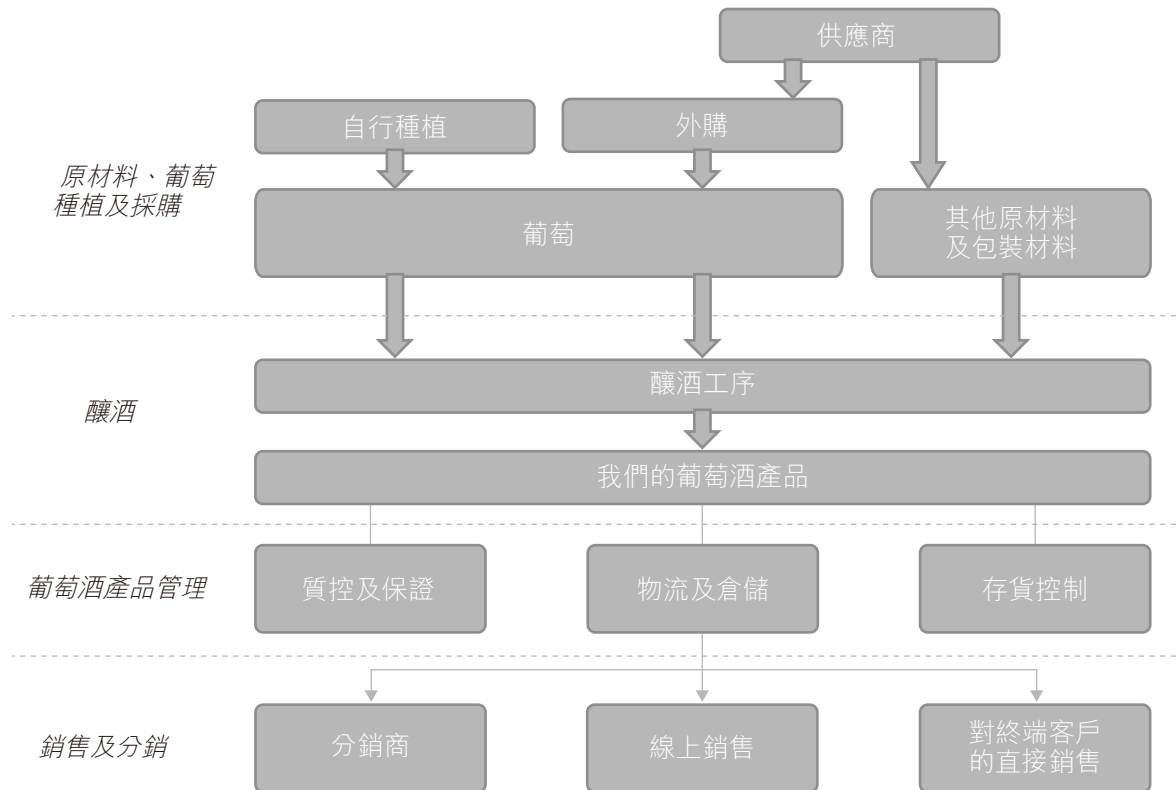 供應商
自行種植
外購
原材料、葡萄
種植及採購
葡萄
其他原材料
及包裝材料
釀酒工序
釀酒
我們的葡萄酒產品
葡萄酒產品管理
質控及保證
物流及倉儲
存貨控制
銷售及分銷
分銷商
線上銷售
對終端客戶
的直接銷售